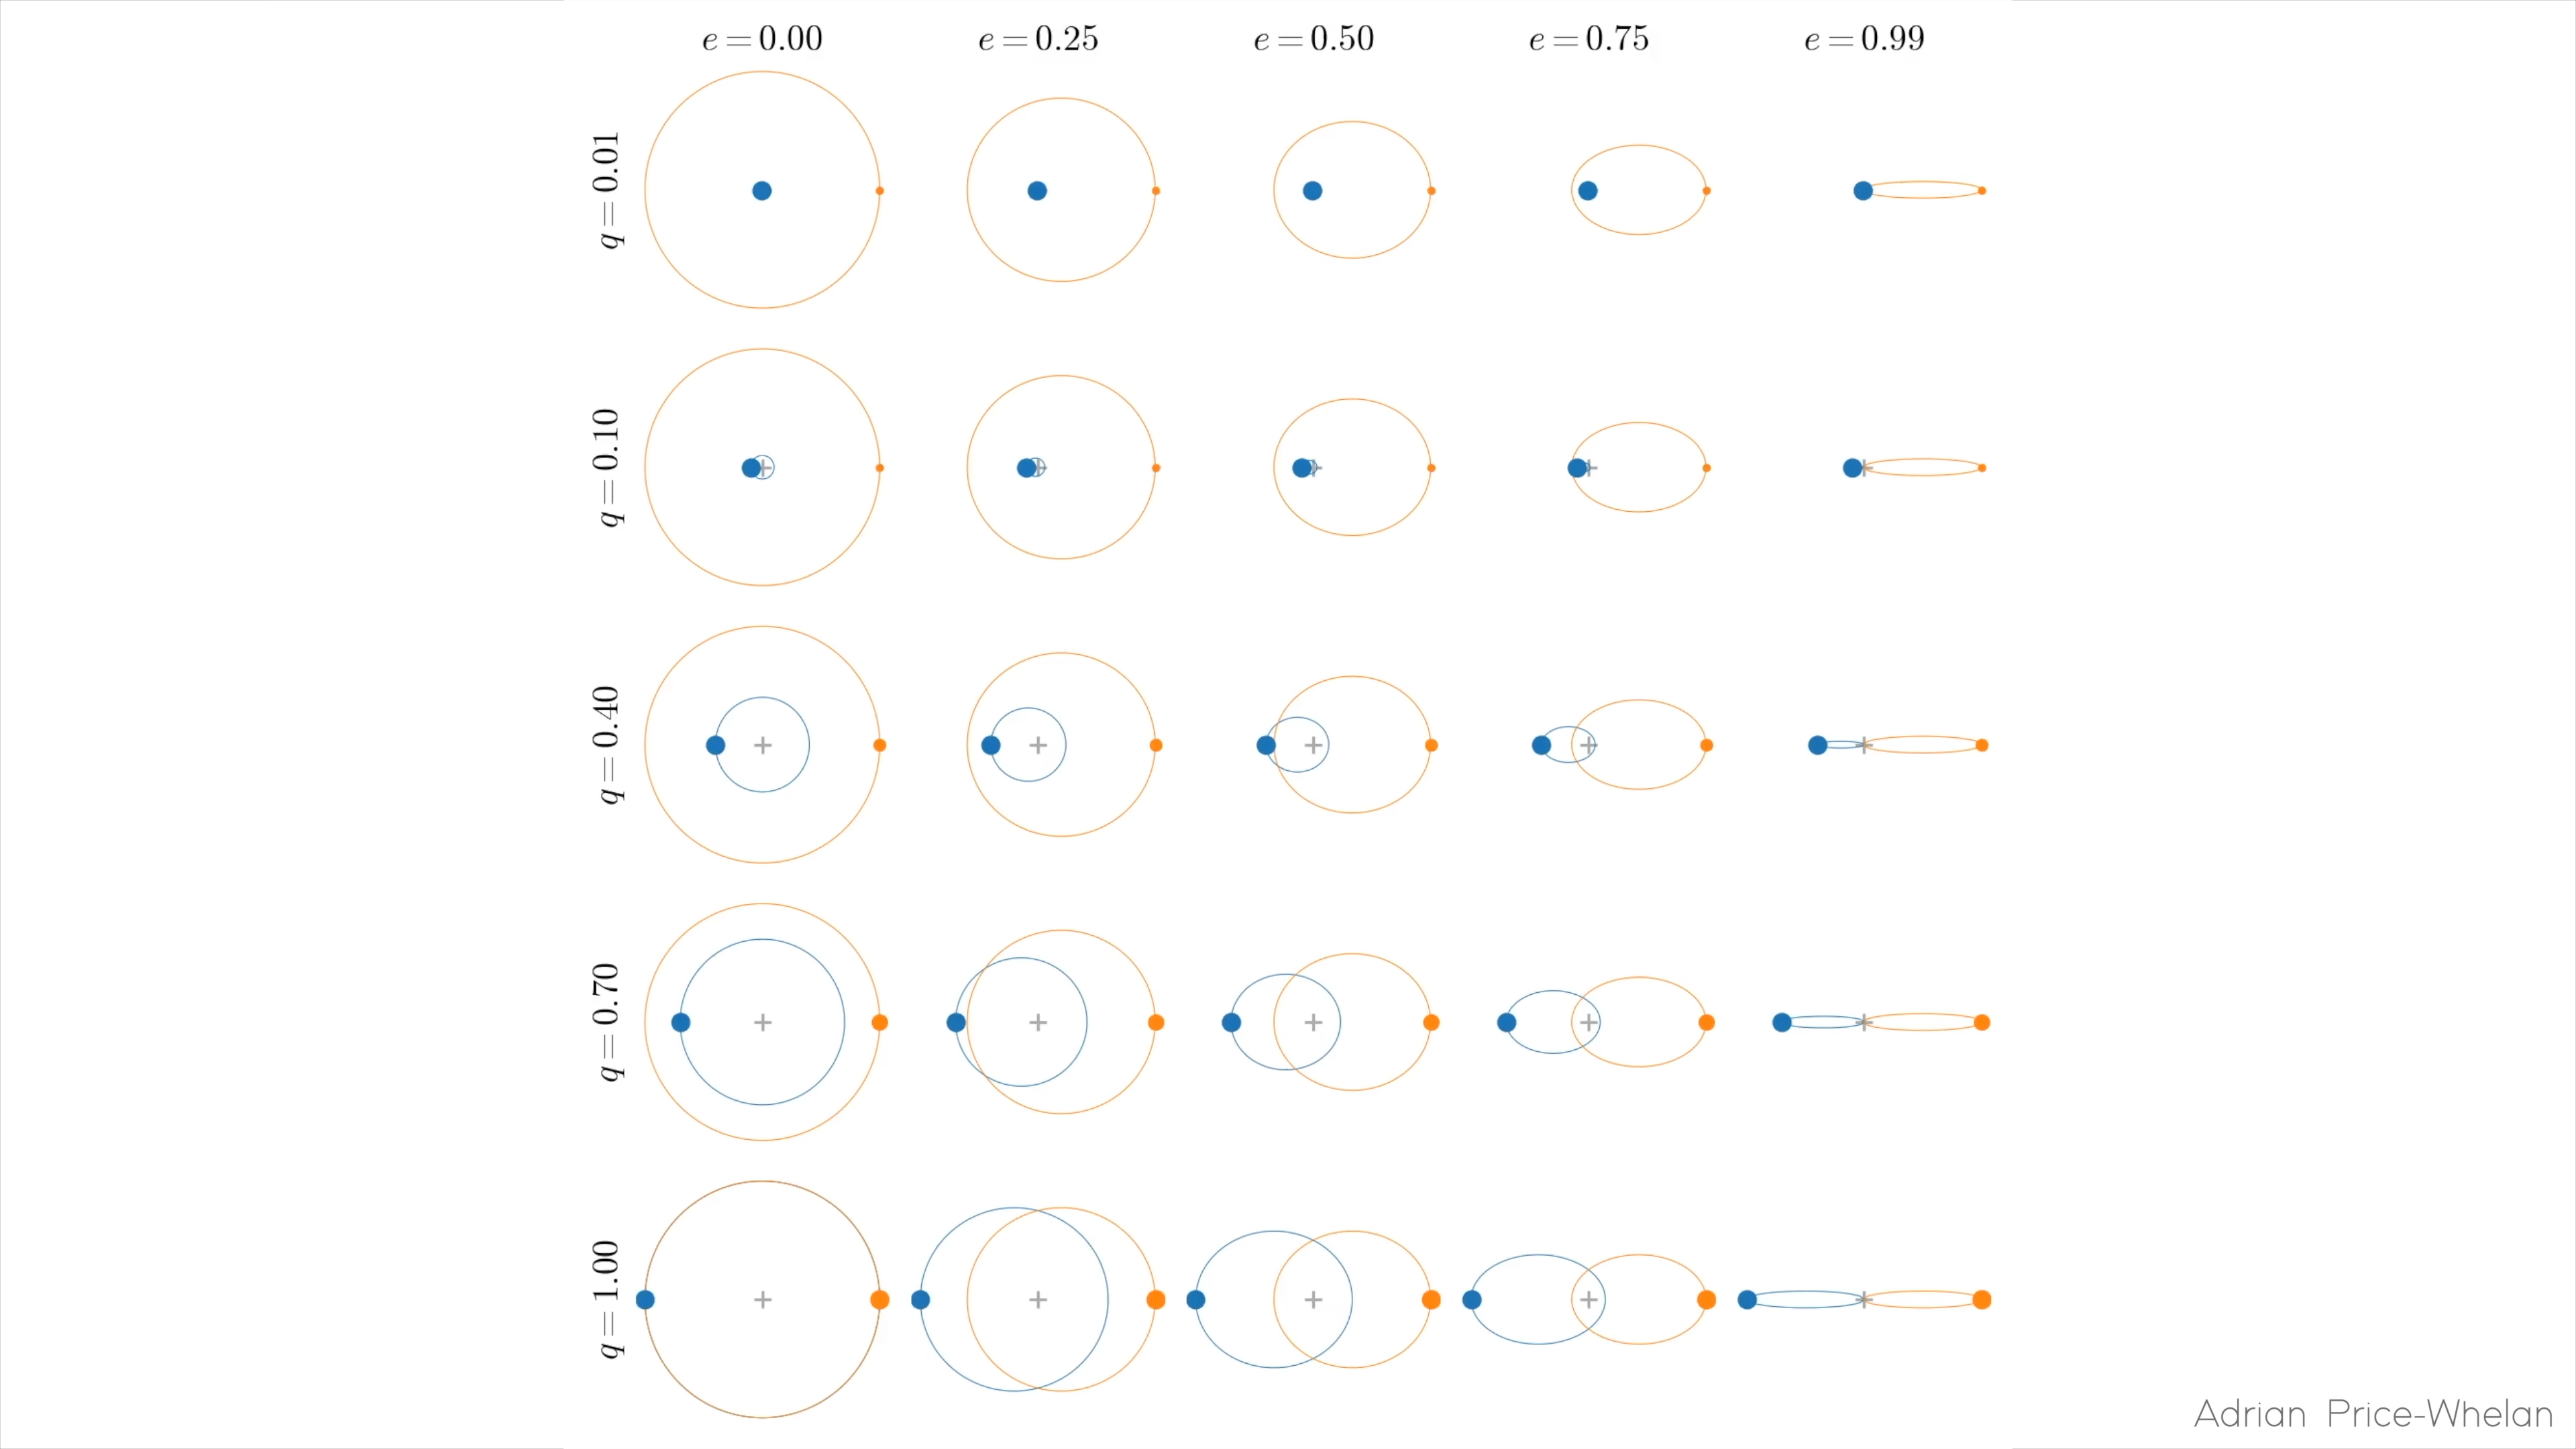 e = 0.00
e = 0.25
e = 0.50
e = 0.75
e = 0.99
q = 0.01
q = 0.10
q = 0.40
q = 0.70
q = 1.00
Adrian Price-Whelan